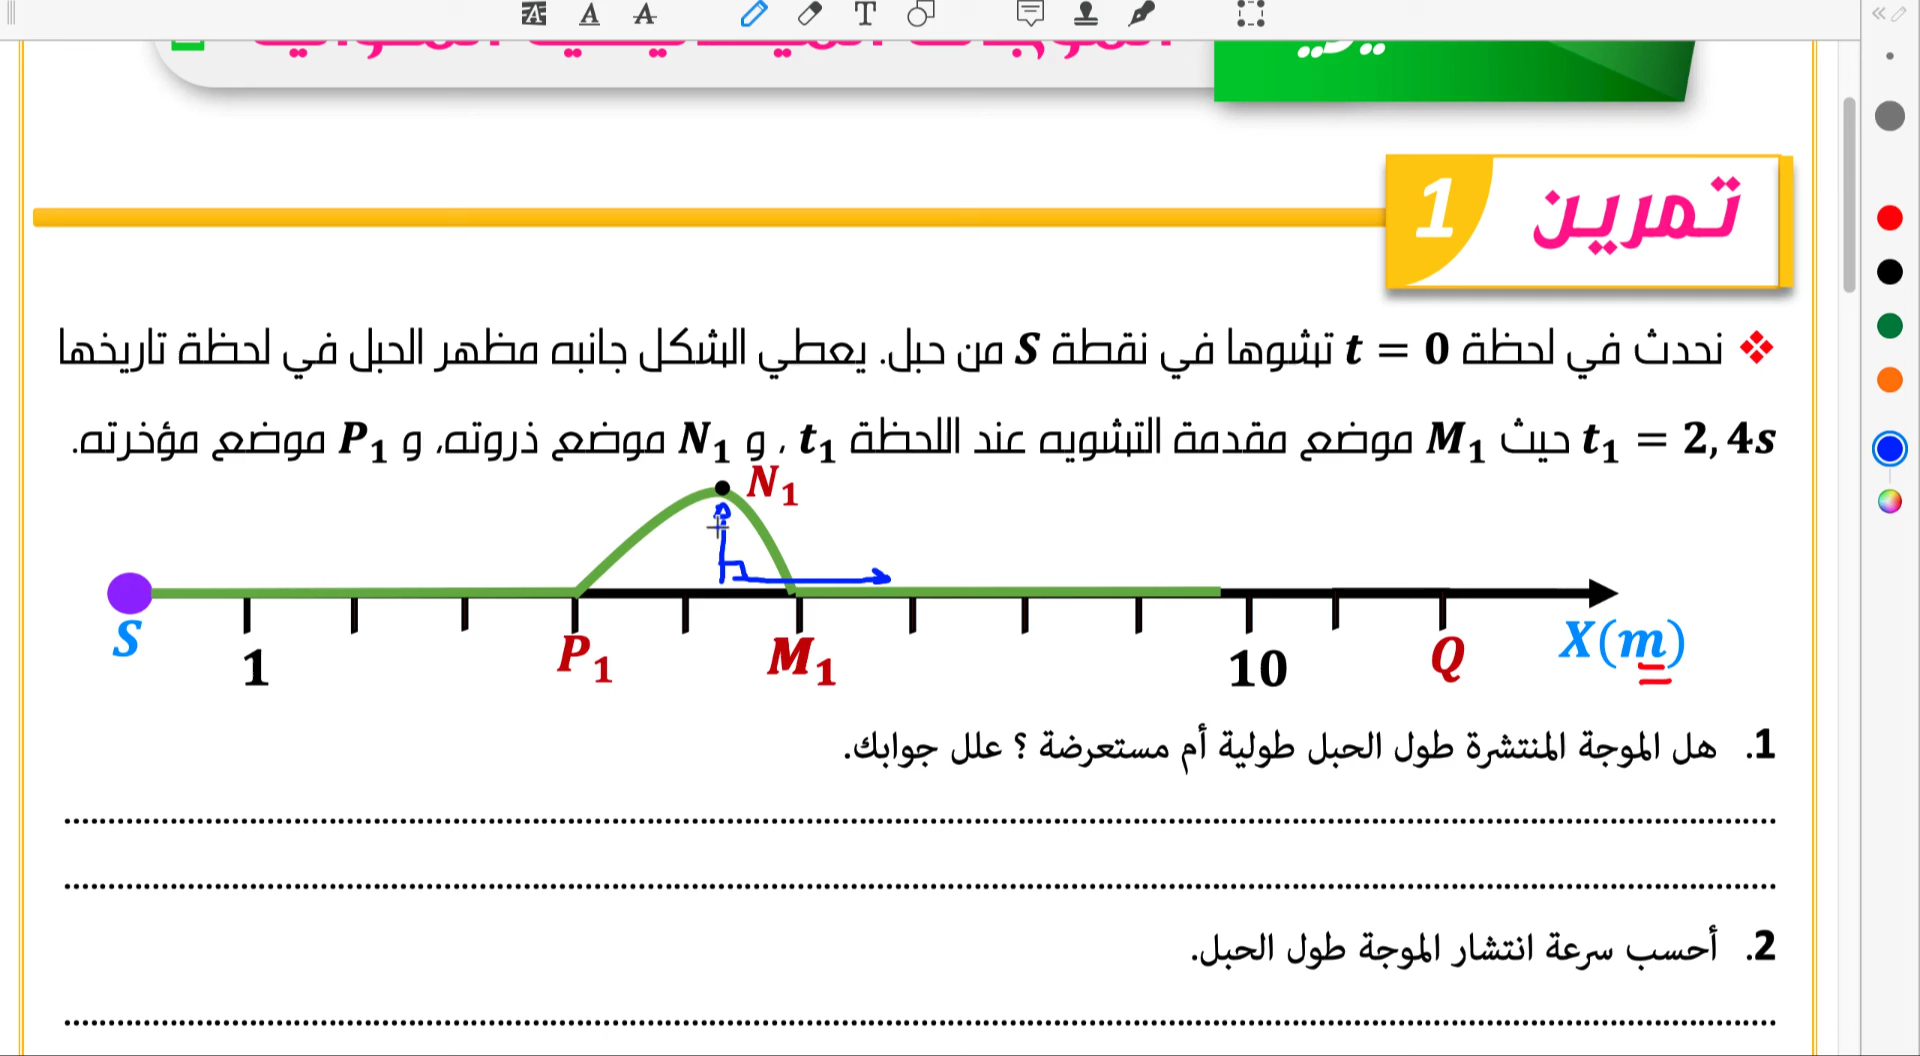 تمرين 1
❖ نحدث في لحظة t = 0 تشوها في نقطة S من حبل. يعطي الشكل جانبه مظهر الحبل في لحظة تاريخها
t₁ = 2,4s حيث M₁ موضع مقدمة التشويه عند اللحظة t₁ ، و N₁ موضع ذروته، و P₁ موضع مؤخرته.
N₁
S 1 P₁ M₁ 10 Q X(m)
1. هل الموجة المنتشرة طول الحبل طولية أم مستعرضة ؟ علل جوابك.
2. أحسب سرعة انتشار الموجة طول الحبل.